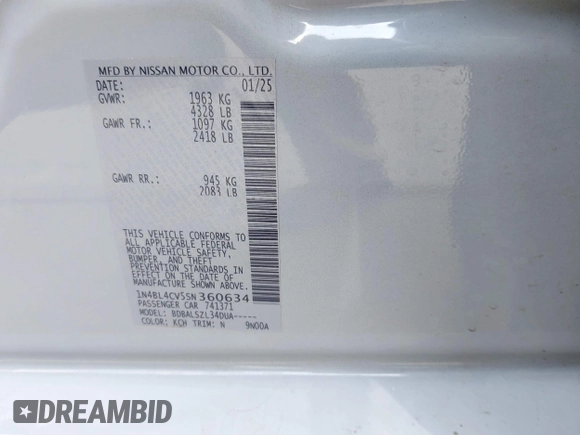 MFD BY NISSAN MOTOR CO., LTD.
DATE: 01/25
GVWR: 1963 KG
4328 LB
GAWR FR.: 1097 KG
2418 LB
GAWR RR.: 945 KG
2083 LB
THIS VEHICLE CONFORMS TO
ALL APPLICABLE FEDERAL
MOTOR VEHICLE SAFETY,
BUMPER, AND THEFT
PREVENTION STANDARDS IN
EFFECT ON THE DATE OF
MANUFACTURE SHOWN
ABOVE.
1N4BL4CV5SN360634
PASSENGER CAR 741371
MODEL: BDBALSZL34DUA-----
COLOR: KCH TRIM: N 9N00A
DREAMBID